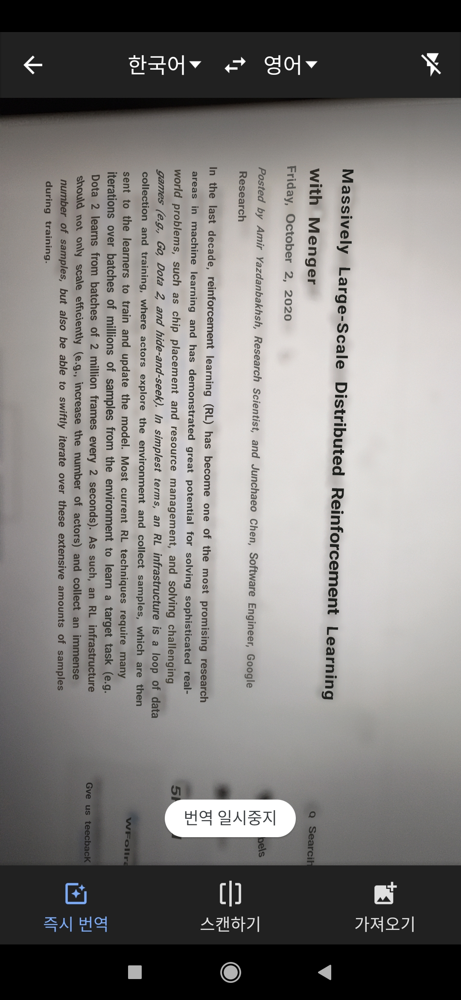 한국어
영어
Massively Large-Scale Distributed Reinforcement Learning
with Menger
Friday, October 2, 2020
Posted by Amir Yazdanbakhsh, Research Scientist, and Junchaeo Chen, Software Engineer, Google
Research
In the last decade, reinforcement learning (RL) has become one of the most promising research
areas in machine learning and has demonstrated great potential for solving sophisticated real-
world problems, such as chip placement and resource management, and solving challenging
games (e.g., Go, Dota 2, and hide-and-seek). In simplest terms, an RL infrastructure is a loop of data
collection and training, where actors explore the environment and collect samples, which are then
sent to the learners to train and update the model. Most current RL techniques require many
iterations over batches of millions of samples from the environment to learn a target task (e.g.
Dota 2 learns from batches of 2 million frames every 2 seconds). As such, an RL infrastructure
should not only scale efficiently (e.g., increase the number of actors) and collect an immense
number of samples, but also be able to swiftly iterate over these extensive amounts of samples
during training.
Q Searcih
bels
Gve us teecbacK
번역 일시중지
즉시 번역
스캔하기
가져오기